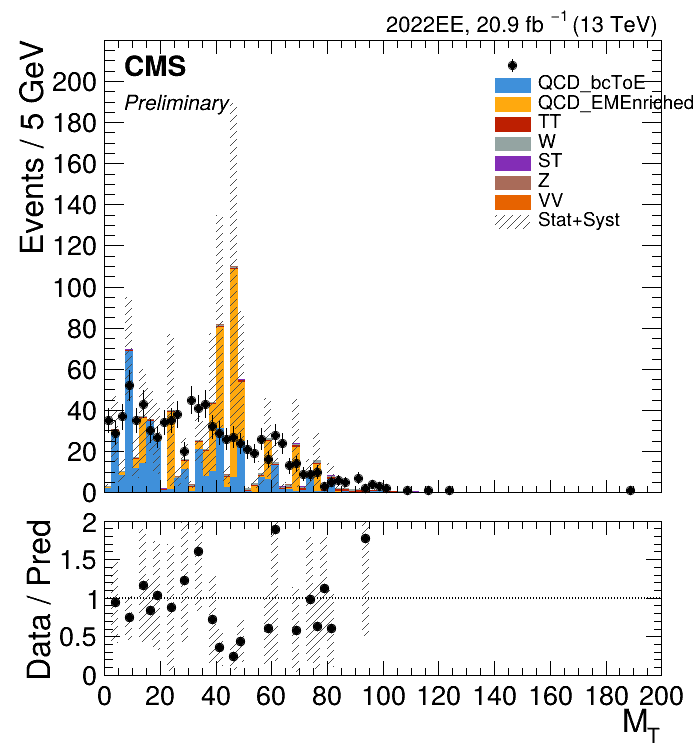 2022EE, 20.9 fb⁻¹ (13 TeV)
CMS
Preliminary
QCD_bcToE
QCD_EMEnriched
TT
W
ST
Z
VV
Stat+Syst
Events / 5 GeV
200
180
160
140
120
100
80
60
40
20
0
Data / Pred
2
1.5
1
0.5
0
0 20 40 60 80 100 120 140 160 180 200
M_T